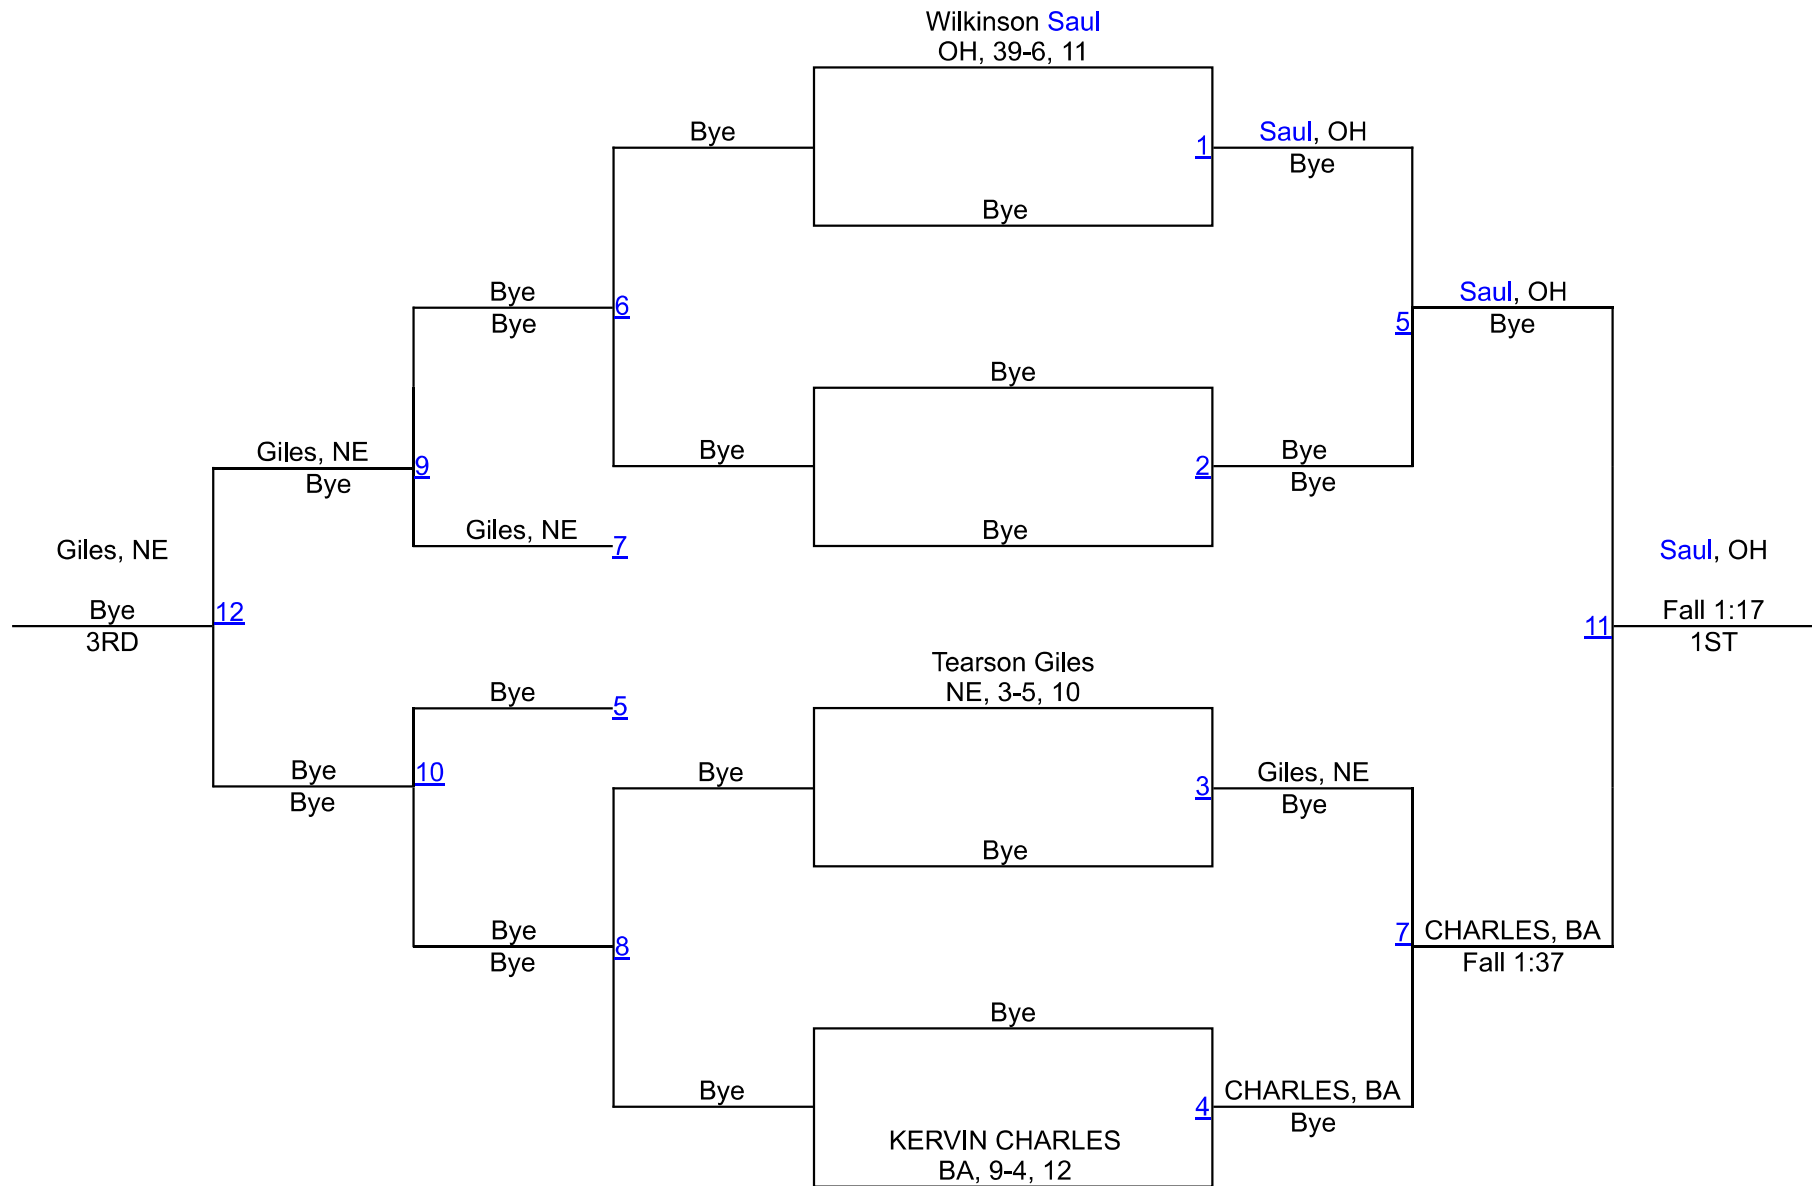 Wilkinson Saul
OH, 39-6, 11
Bye
1
Saul, OH
Bye
Bye
Bye
Bye
6
Saul, OH
Bye
5
Bye
Bye
2
Bye
Bye
Giles, NE
Bye
9
Giles, NE
7
Bye
Giles, NE
Bye
3RD
12
Saul, OH
Fall 1:17
1ST
11
Tearson Giles
NE, 3-5, 10
Bye
5
Bye
Bye
10
Bye
3
Giles, NE
Bye
Bye
Bye
Bye
8
7
CHARLES, BA
Fall 1:37
Bye
Bye
4
CHARLES, BA
Bye
KERVIN CHARLES
BA, 9-4, 12